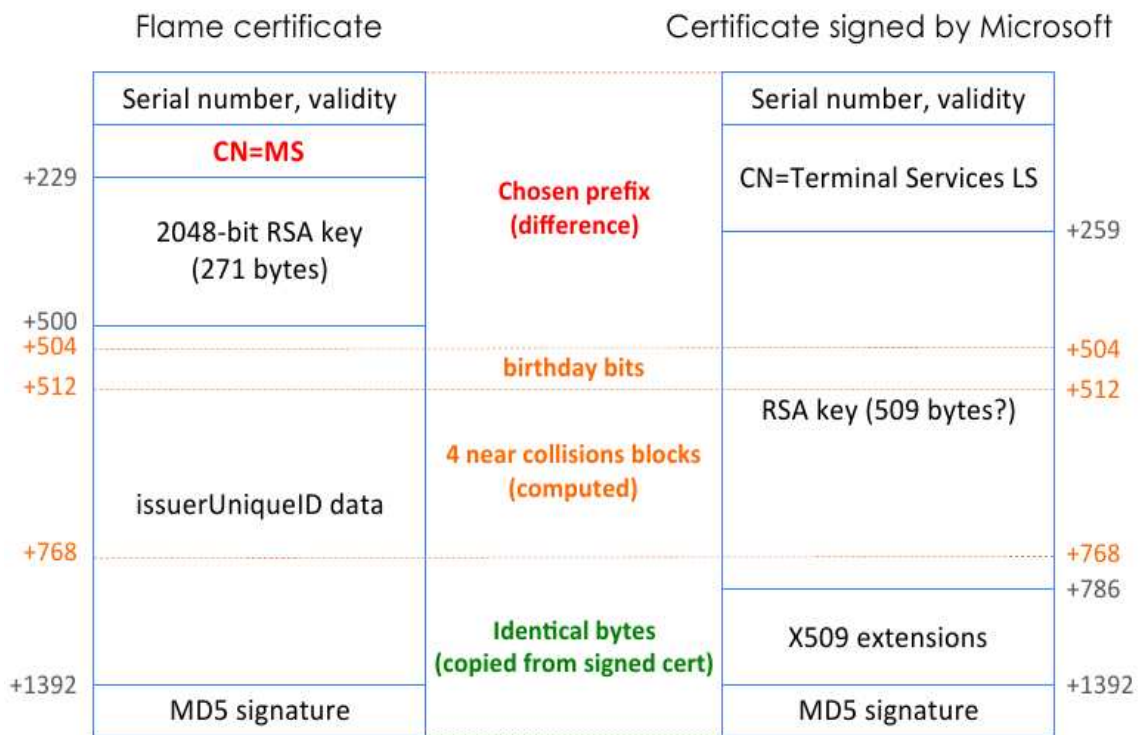 Flame certificate
Certificate signed by Microsoft
Serial number, validity
Serial number, validity
CN=MS
CN=Terminal Services LS
+229
Chosen prefix
(difference)
+259
2048-bit RSA key
(271 bytes)
+500
+504
+504
birthday bits
+512
+512
RSA key (509 bytes?)
4 near collisions blocks
(computed)
issuerUniqueID data
+768
+768
+786
Identical bytes
(copied from signed cert)
X509 extensions
+1392
+1392
MD5 signature
MD5 signature